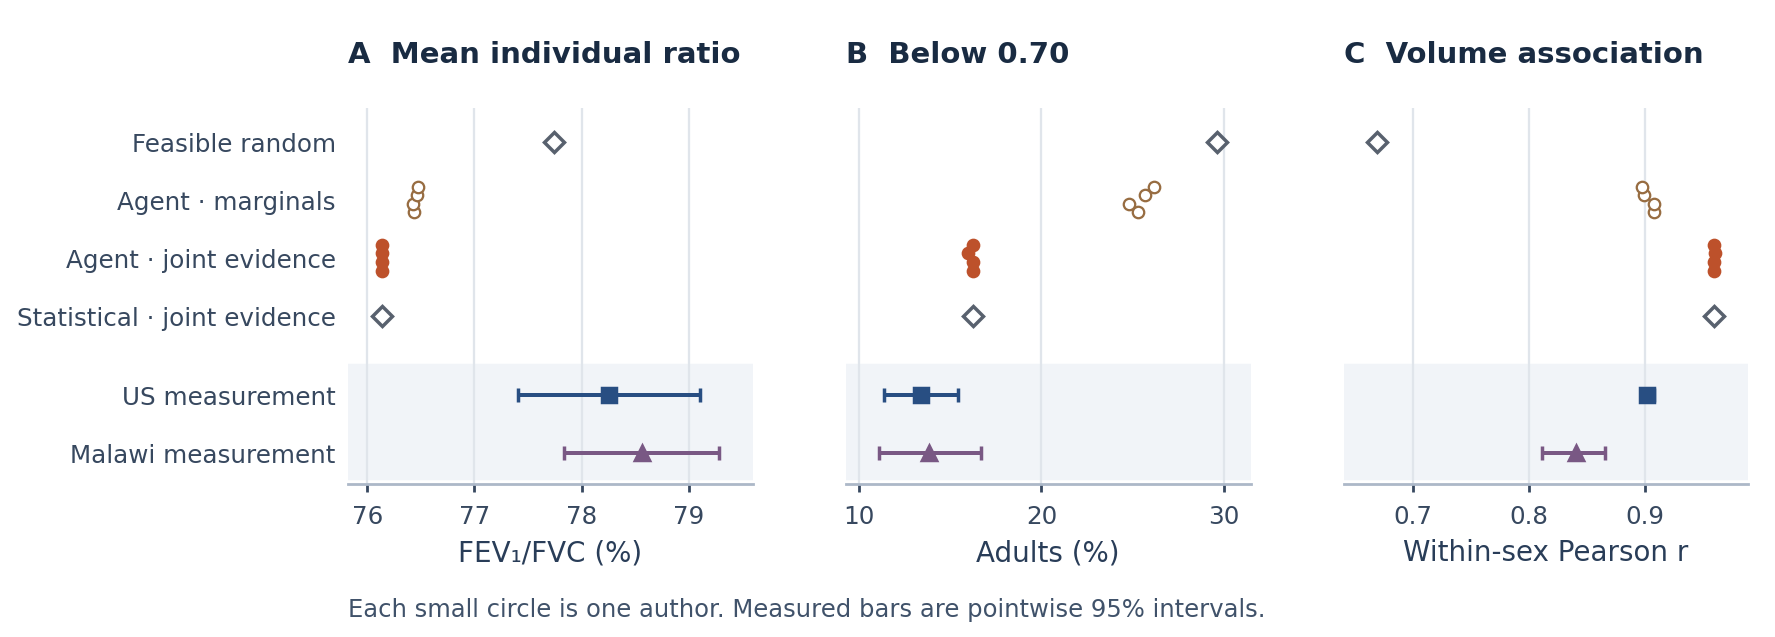 A Mean individual ratio
B Below 0.70
C Volume association
Feasible random
Agent · marginals
Agent · joint evidence
Statistical · joint evidence
US measurement
Malawi measurement
76 77 78 79
10 20 30
0.7 0.8 0.9
FEV₁/FVC (%)
Adults (%)
Within-sex Pearson r
Each small circle is one author. Measured bars are pointwise 95% intervals.